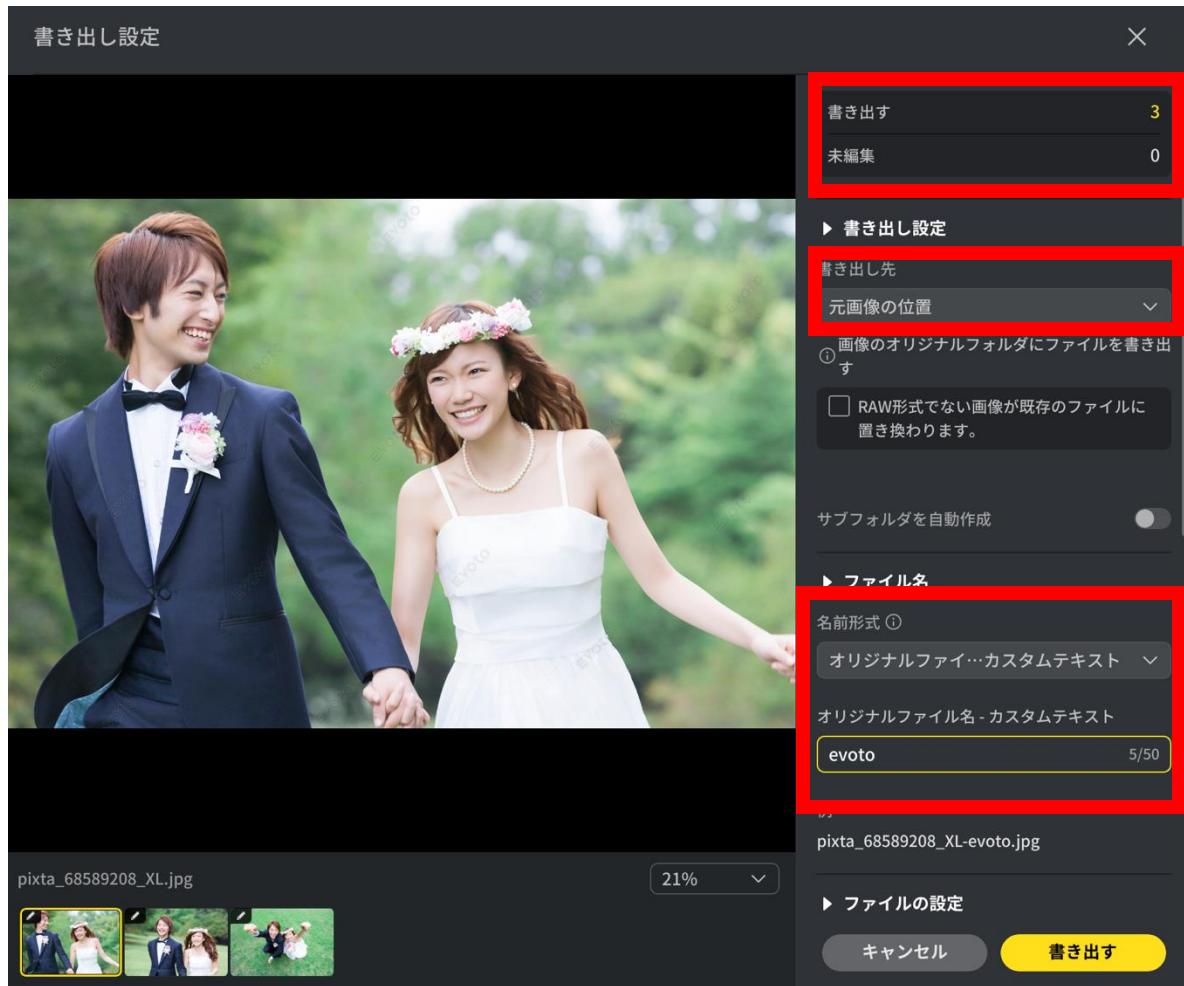 書き出し設定
書き出す 3
未編集 0
書き出し設定
書き出し先
元画像の位置
画像のオリジナルフォルダにファイルを書き出
す
RAW形式でない画像が既存のファイルに
置き換わります。
サブフォルダを自動作成
ファイル名
名前形式
オリジナルファイ…カスタムテキスト
オリジナルファイル名 - カスタムテキスト
evoto 5/50
pixta_68589208_XL-evoto.jpg
pixta_68589208_XL.jpg
21%
ファイルの設定
キャンセル
書き出す
EVOTO
EVOTO
EVOTO